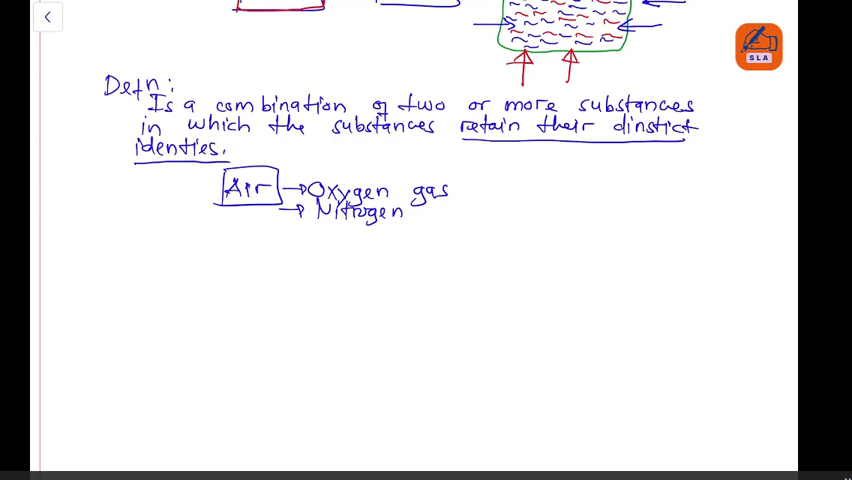 SLA
Defn:
Is a combination of two or more substances
in which the substances retain their dinstict
identies.
Air → Oxygen gas
→ Nitrogen